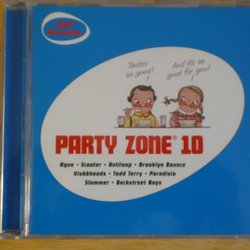 Tastes
so good!
And it's so
good for you!
PARTY ZONE® 10
Aqua • Scooter • Antiloop • Brooklyn Bounce
Klubbheads • Todd Terry • Paradisio
Slammer • Backstreet Boys